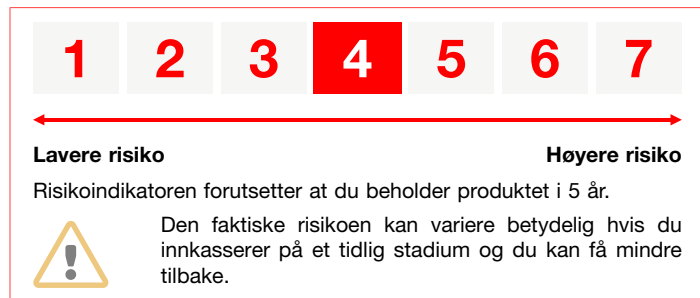 1 2 3 4 5 6 7
Lavere risiko Høyere risiko
Risikoindikatoren forutsetter at du beholder produktet i 5 år.
Den faktiske risikoen kan variere betydelig hvis du
innkasserer på et tidlig stadium og du kan få mindre
tilbake.